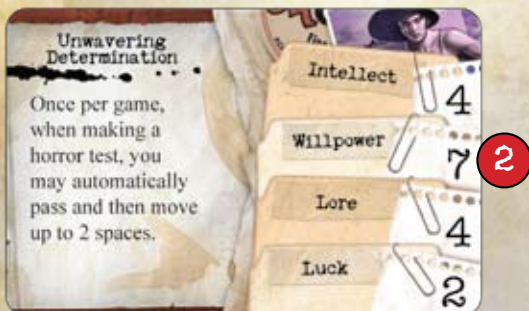 Unwavering
Determination
Once per game,
when making a
horror test, you
may automatically
pass and then move
up to 2 spaces.
Intellect
4
Willpower
7
2
Lore
4
Luck
2